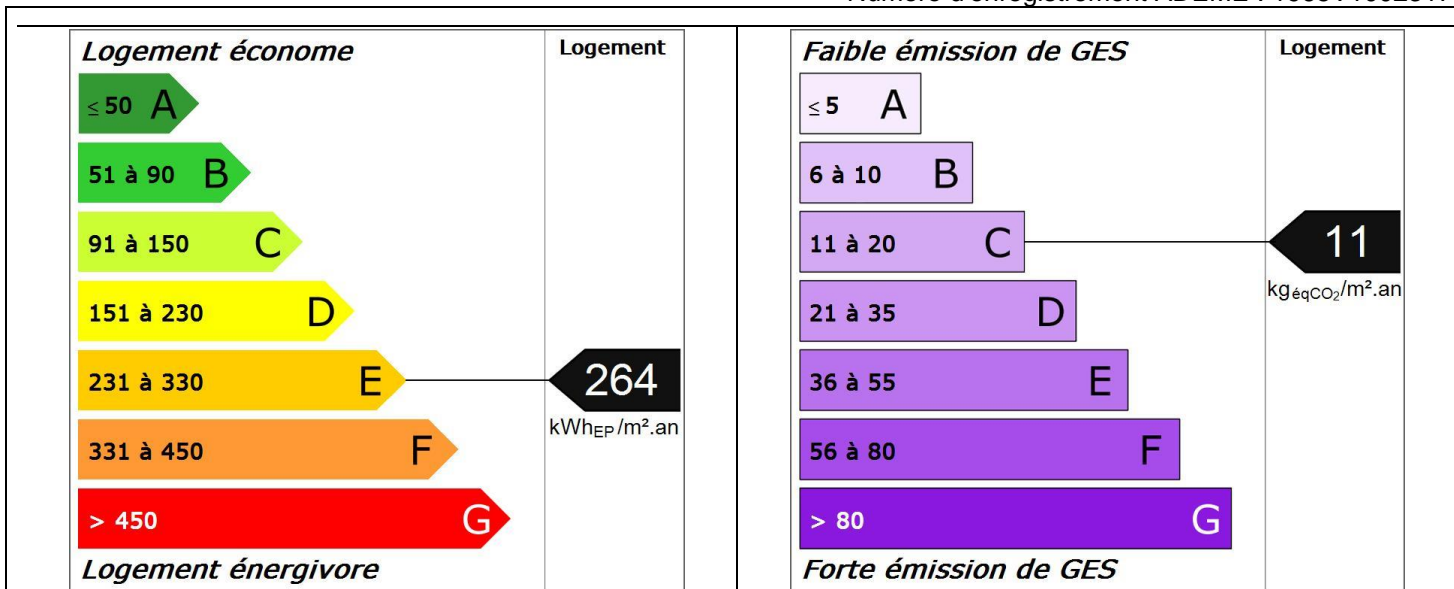 Logement économe
Logement
≤ 50 A
51 à 90 B
91 à 150 C
151 à 230 D
231 à 330 E
264
kWhEP/m².an
331 à 450 F
> 450 G
Logement énergivore
Faible émission de GES
Logement
≤ 5 A
6 à 10 B
11 à 20 C
11
kgéqCO2/m².an
21 à 35 D
36 à 55 E
56 à 80 F
> 80 G
Forte émission de GES